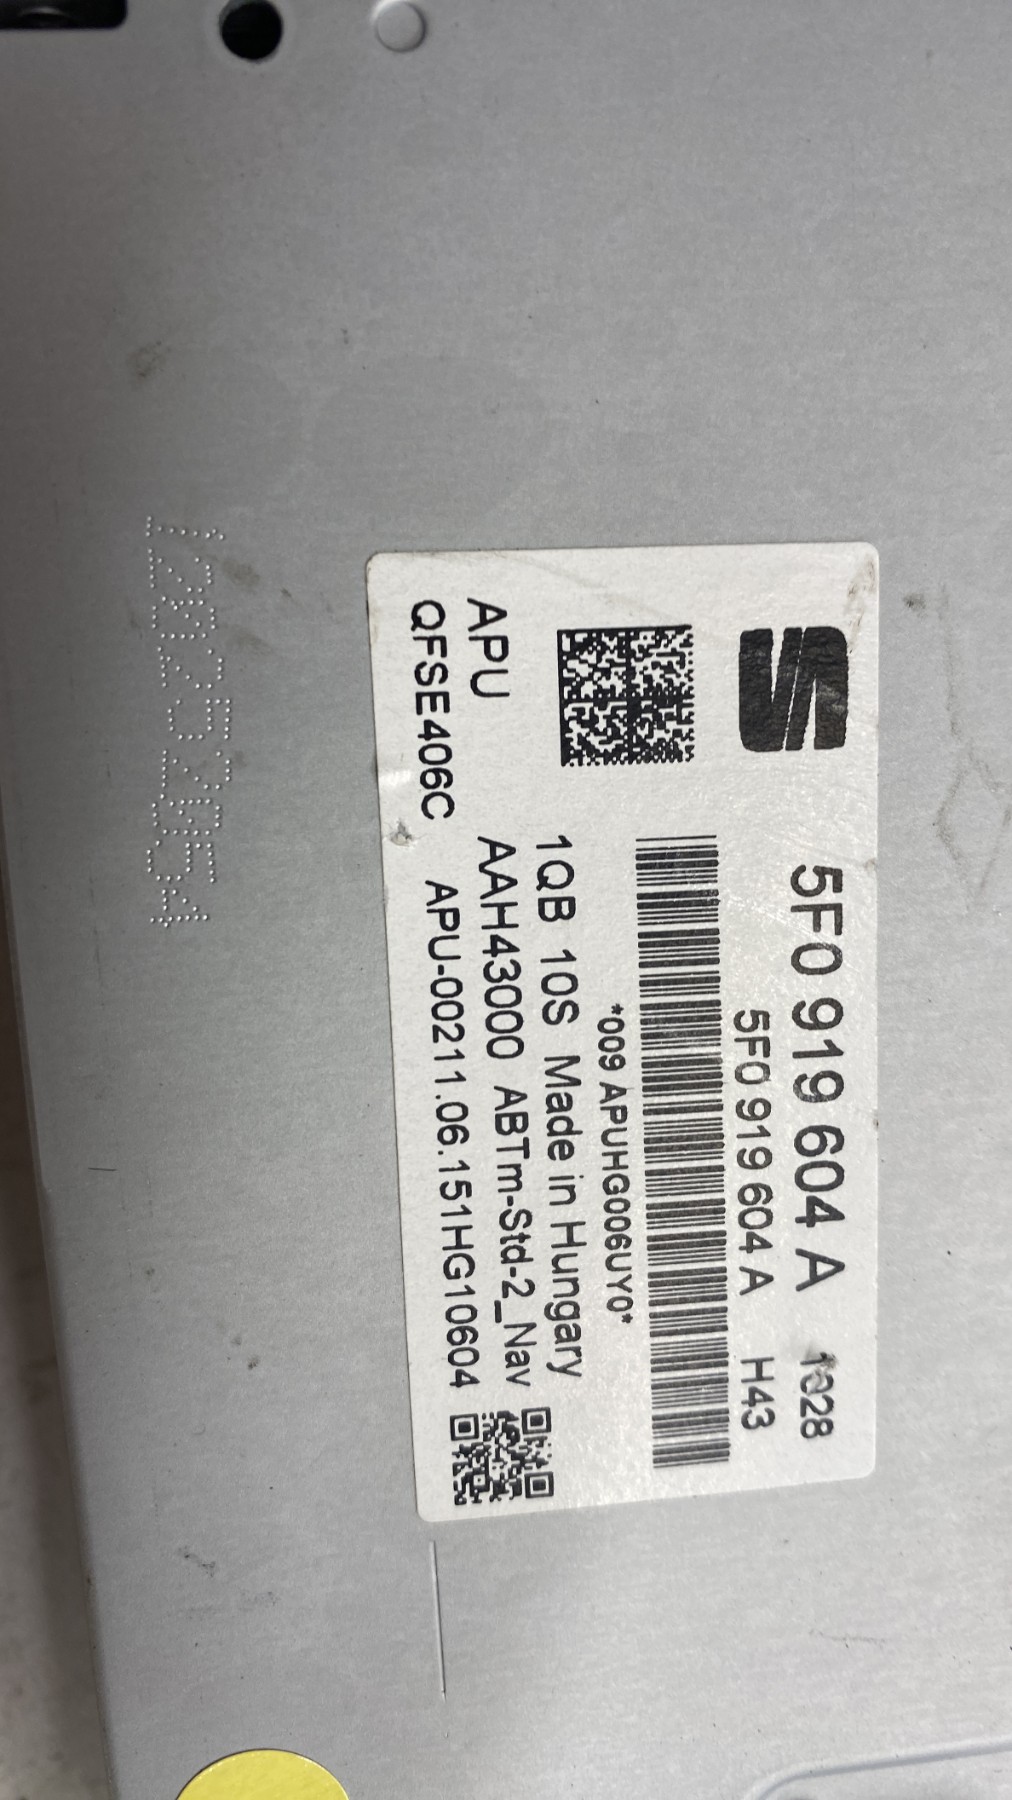 5F0 919 604 A 1028
5F0 919 604 A H43
*009 APUHG006UY0*
1QB 10S Made in Hungary
APU AAH43000 ABTm-Std-2_Nav
QFSE406C APU-00211.06.151HG10604